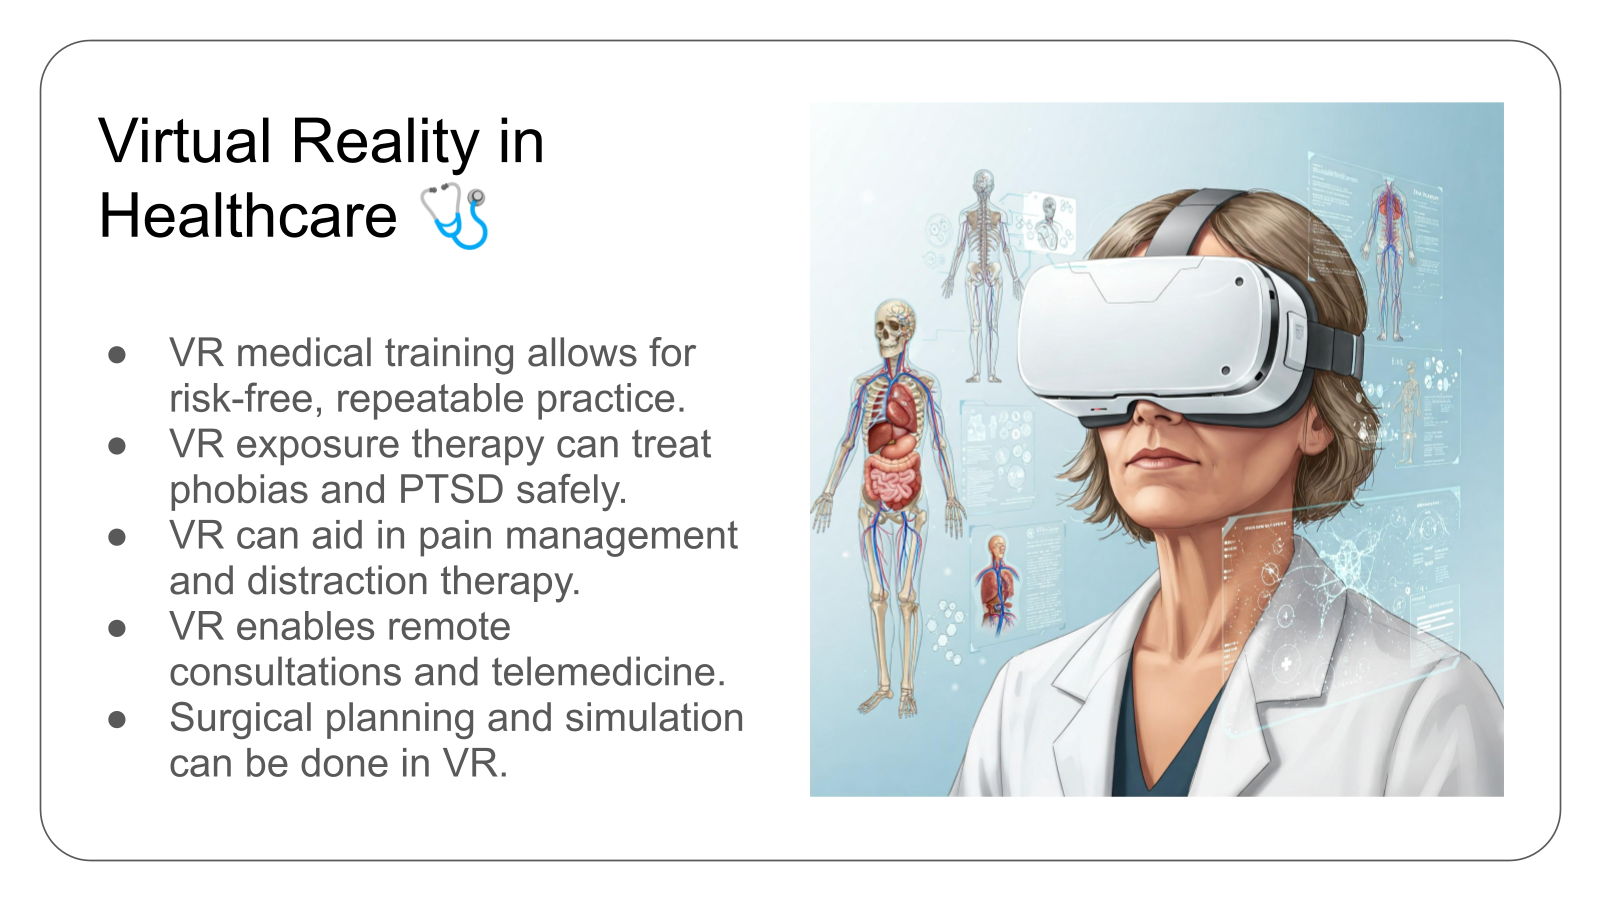 Virtual Reality in
Healthcare 🩺
● VR medical training allows for
risk-free, repeatable practice.
● VR exposure therapy can treat
phobias and PTSD safely.
● VR can aid in pain management
and distraction therapy.
● VR enables remote
consultations and telemedicine.
● Surgical planning and simulation
can be done in VR.